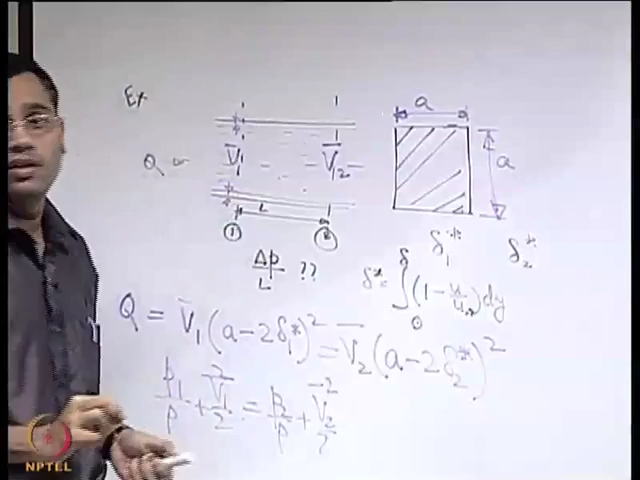 Ex
a
Q →
V̄₁ V̄₂
a
L
① ②
δ₁* δ₂*
Δp/L ??
δ* = ∫₀^δ (1 - u/u∞) dy
Q = V̄₁ (a - 2δ₁*)² = V̄₂ (a - 2δ₂*)²
p₁/ρ + V̄₁²/2 = p₂/ρ + V̄₂²/2
NPTEL